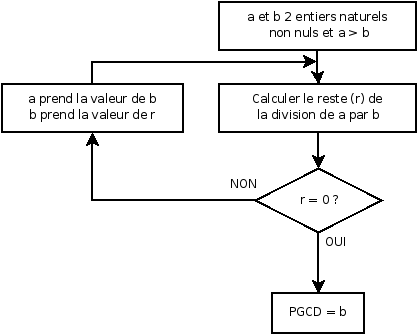 a et b 2 entiers naturels
non nuls et a > b
a prend la valeur de b
b prend la valeur de r
Calculer le reste (r) de
la division de a par b
NON
r = 0 ?
OUI
PGCD = b